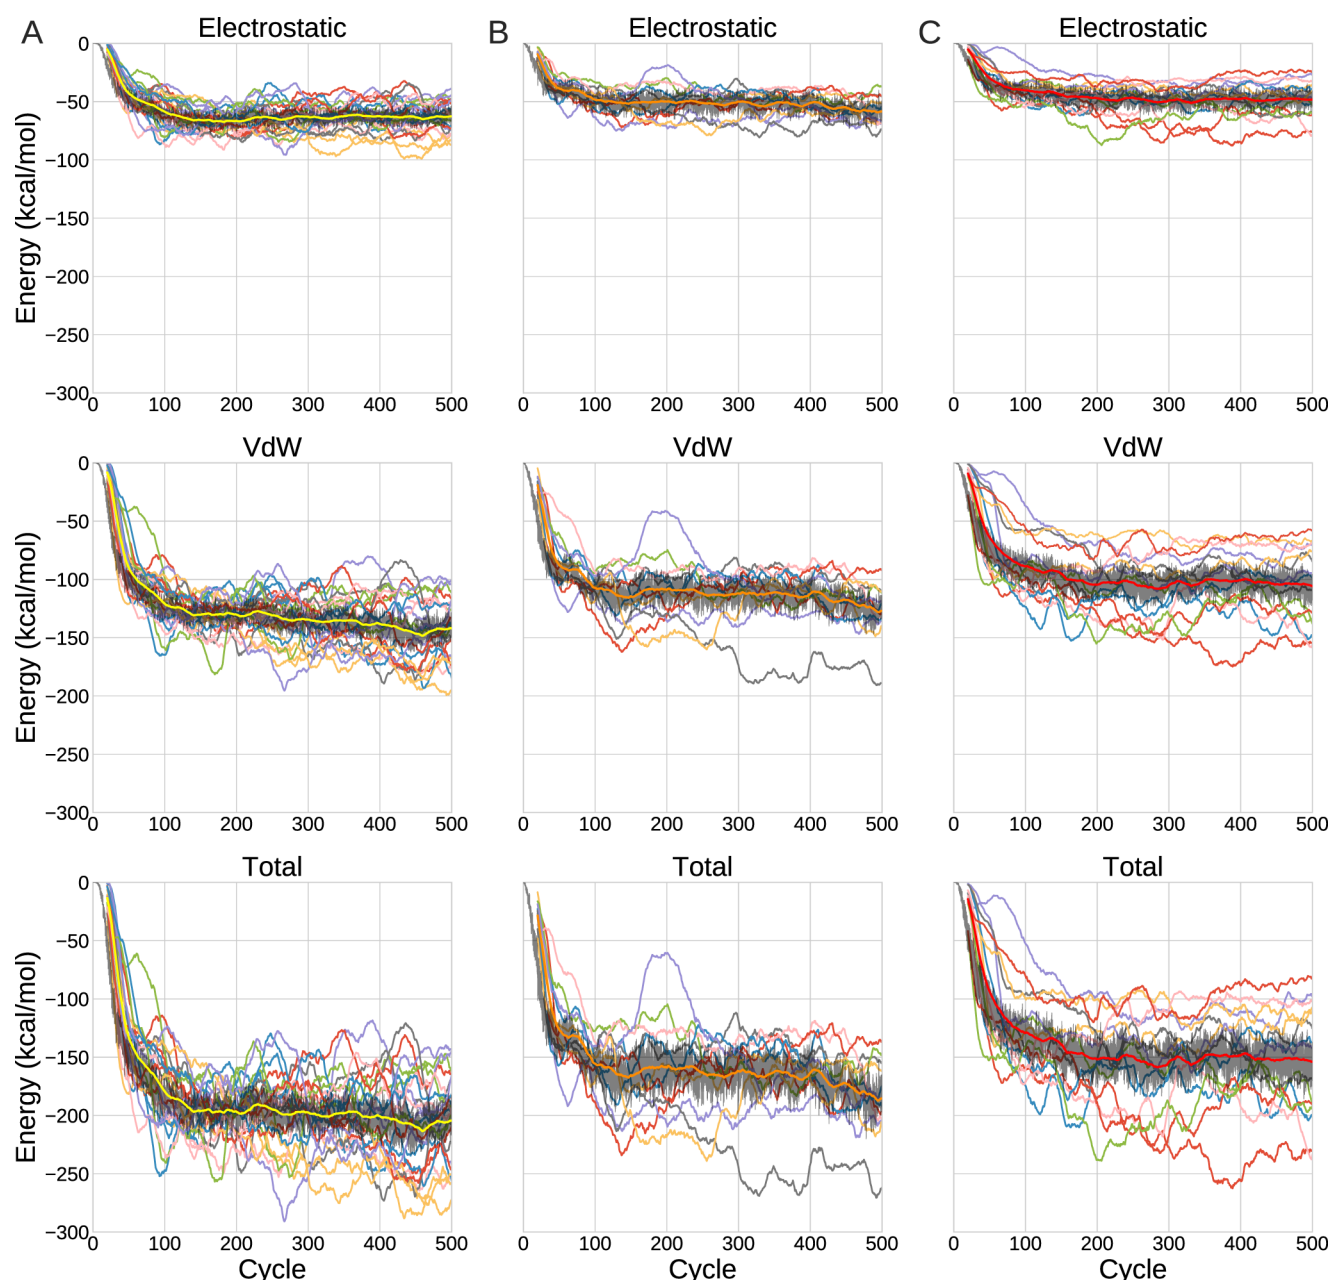 A Electrostatic B Electrostatic C Electrostatic
Energy (kcal/mol)
0
−50
−100
−150
−200
−250
−300
0 100 200 300 400 500
0 100 200 300 400 500
0 100 200 300 400 500
VdW VdW VdW
Energy (kcal/mol)
0
−50
−100
−150
−200
−250
−300
0 100 200 300 400 500
0 100 200 300 400 500
0 100 200 300 400 500
Total Total Total
Energy (kcal/mol)
0
−50
−100
−150
−200
−250
−300
0 100 200 300 400 500
0 100 200 300 400 500
0 100 200 300 400 500
Cycle Cycle Cycle